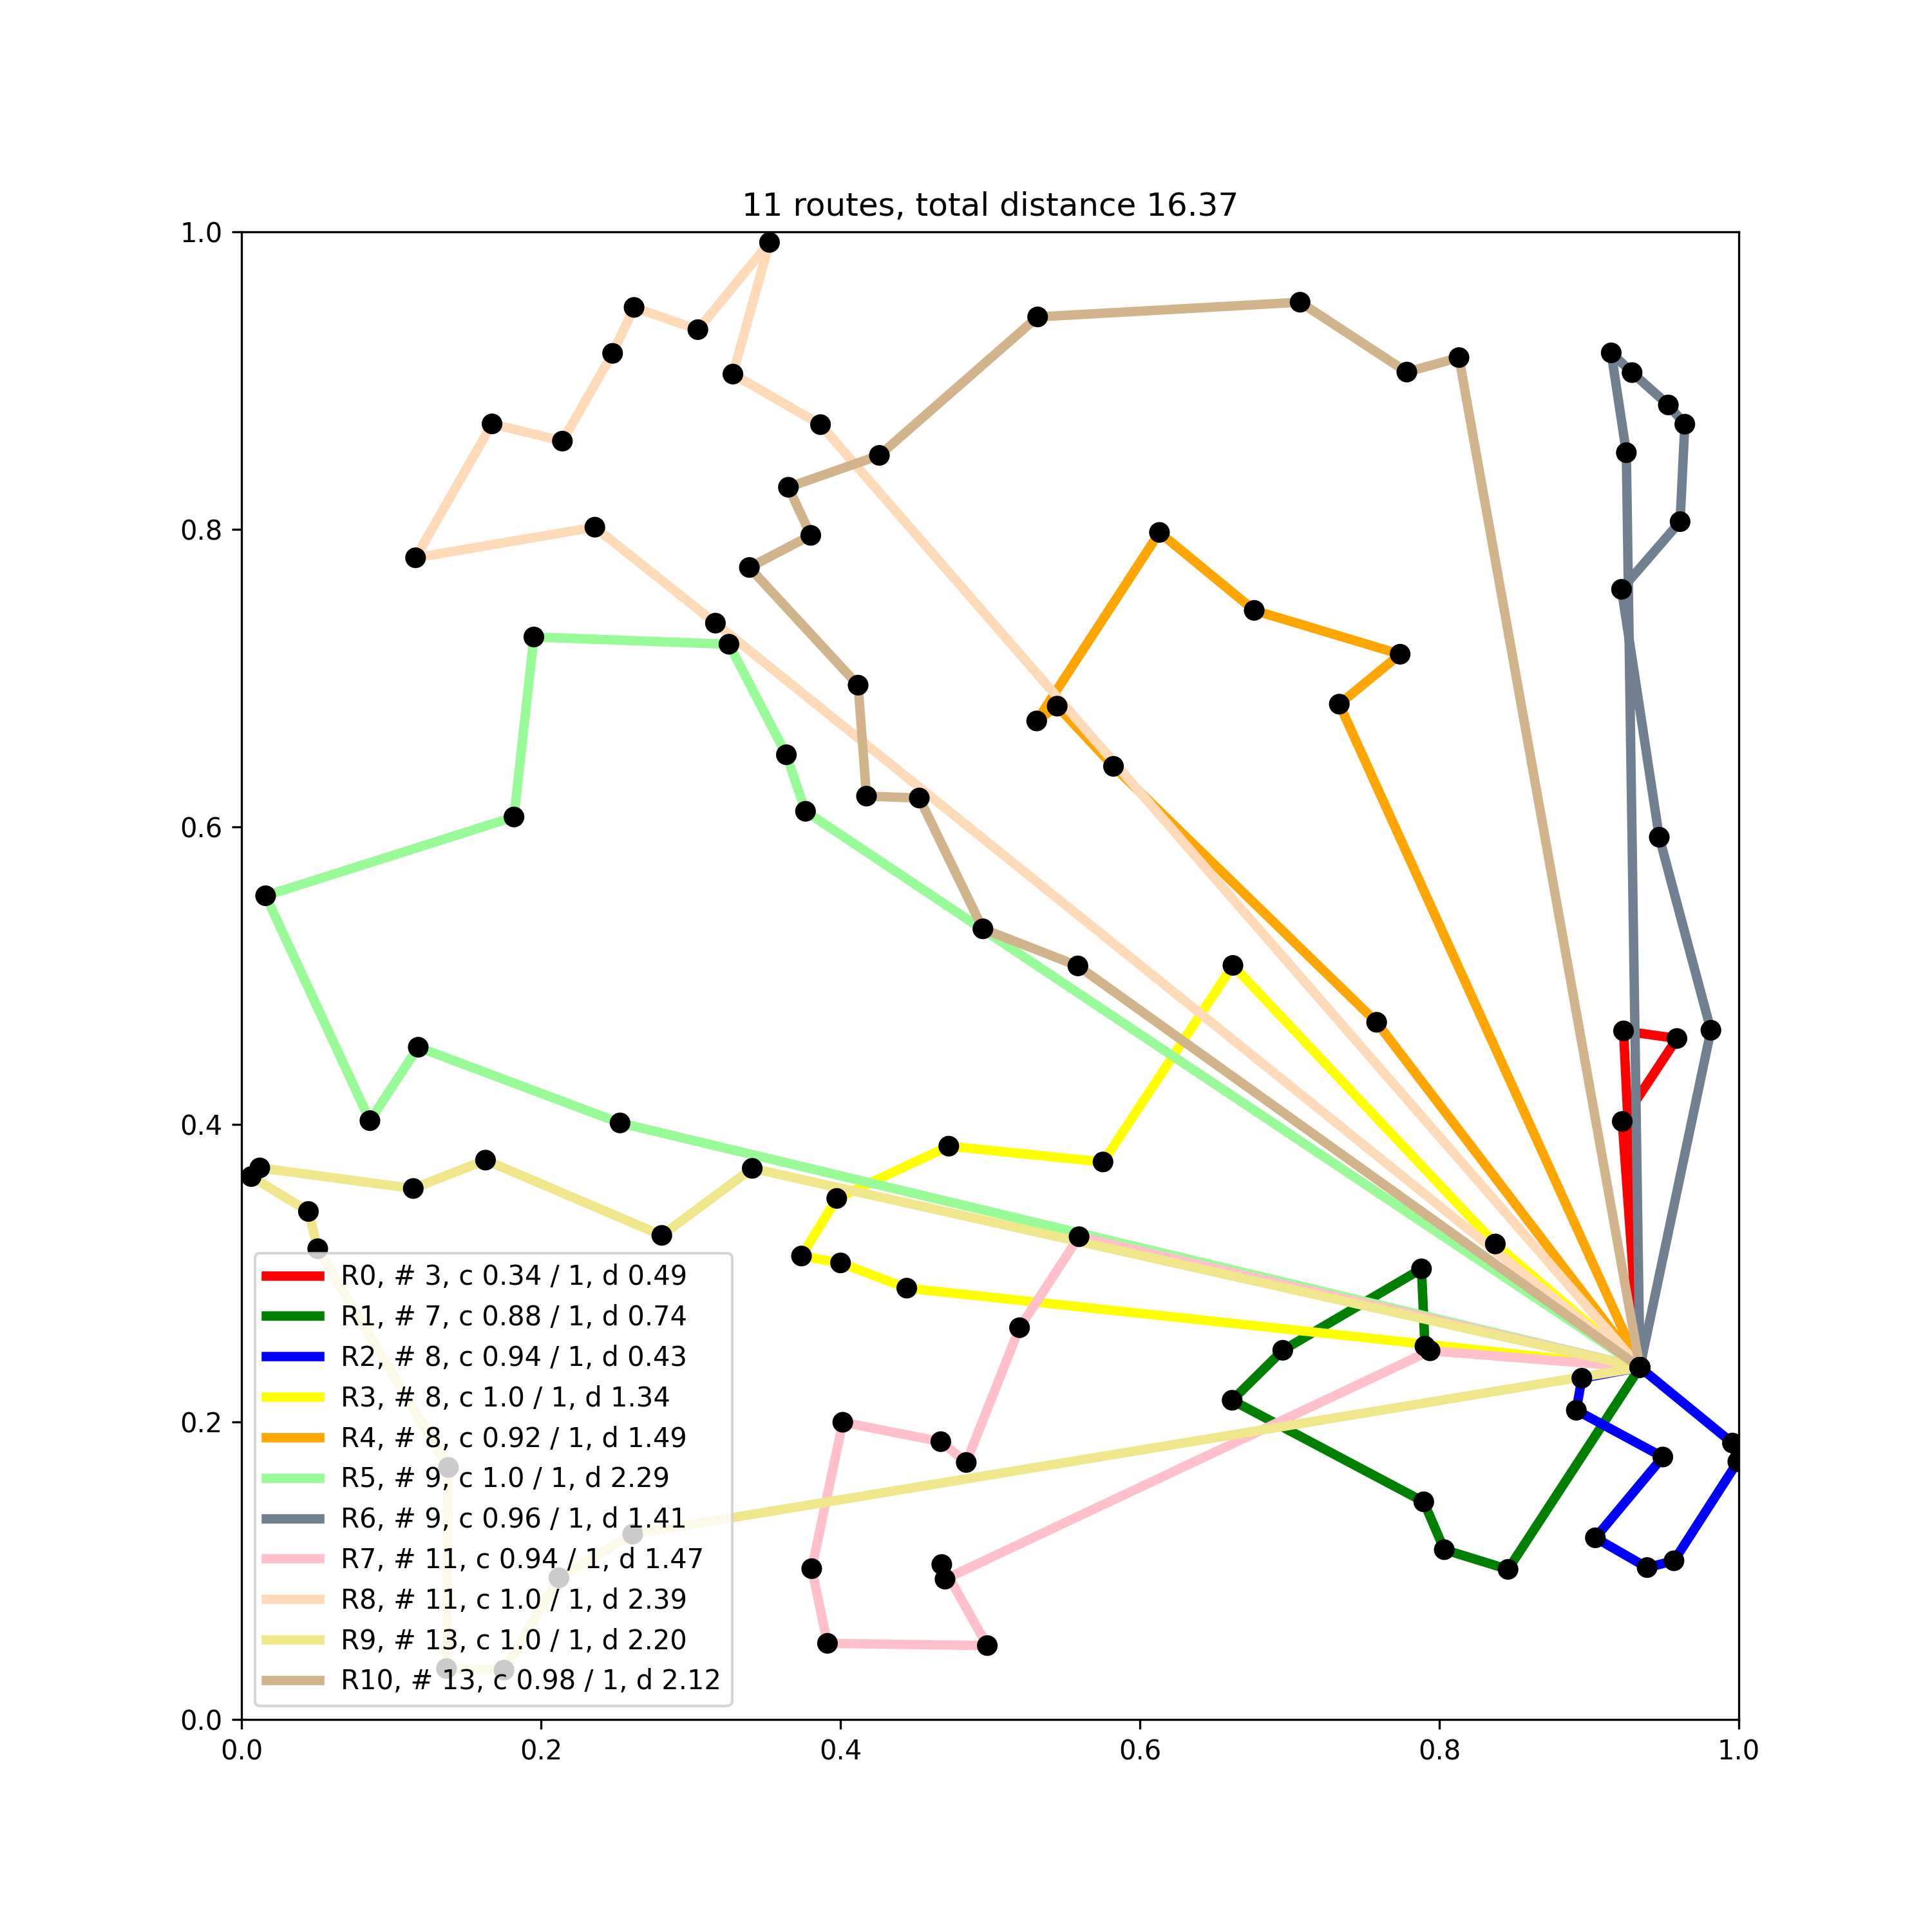 11 routes, total distance 16.37
1.0
0.8
0.6
0.4
0.2
0.0
R0, # 3, c 0.34 / 1, d 0.49
R1, # 7, c 0.88 / 1, d 0.74
R2, # 8, c 0.94 / 1, d 0.43
R3, # 8, c 1.0 / 1, d 1.34
R4, # 8, c 0.92 / 1, d 1.49
R5, # 9, c 1.0 / 1, d 2.29
R6, # 9, c 0.96 / 1, d 1.41
R7, # 11, c 0.94 / 1, d 1.47
R8, # 11, c 1.0 / 1, d 2.39
R9, # 13, c 1.0 / 1, d 2.20
R10, # 13, c 0.98 / 1, d 2.12
0.0 0.2 0.4 0.6 0.8 1.0